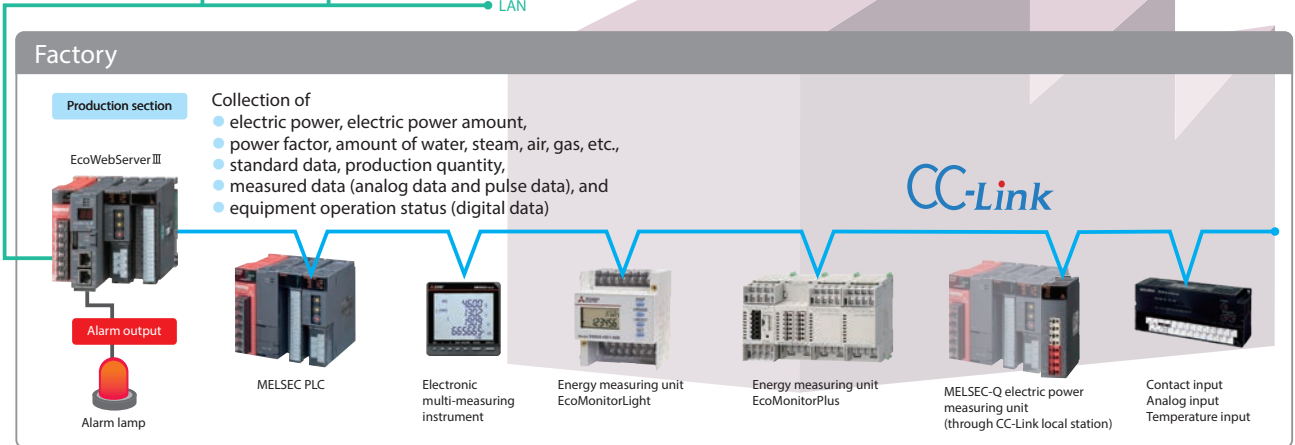 LAN
Factory
Production section
Collection of
electric power, electric power amount,
power factor, amount of water, steam, air, gas, etc.,
standard data, production quantity,
measured data (analog data and pulse data), and
equipment operation status (digital data)
EcoWebServerⅢ
CC-Link
Alarm output
Alarm lamp
MELSEC PLC
Electronic
multi-measuring
instrument
Energy measuring unit
EcoMonitorLight
Energy measuring unit
EcoMonitorPlus
MELSEC-Q electric power
measuring unit
(through CC-Link local station)
Contact input
Analog input
Temperature input